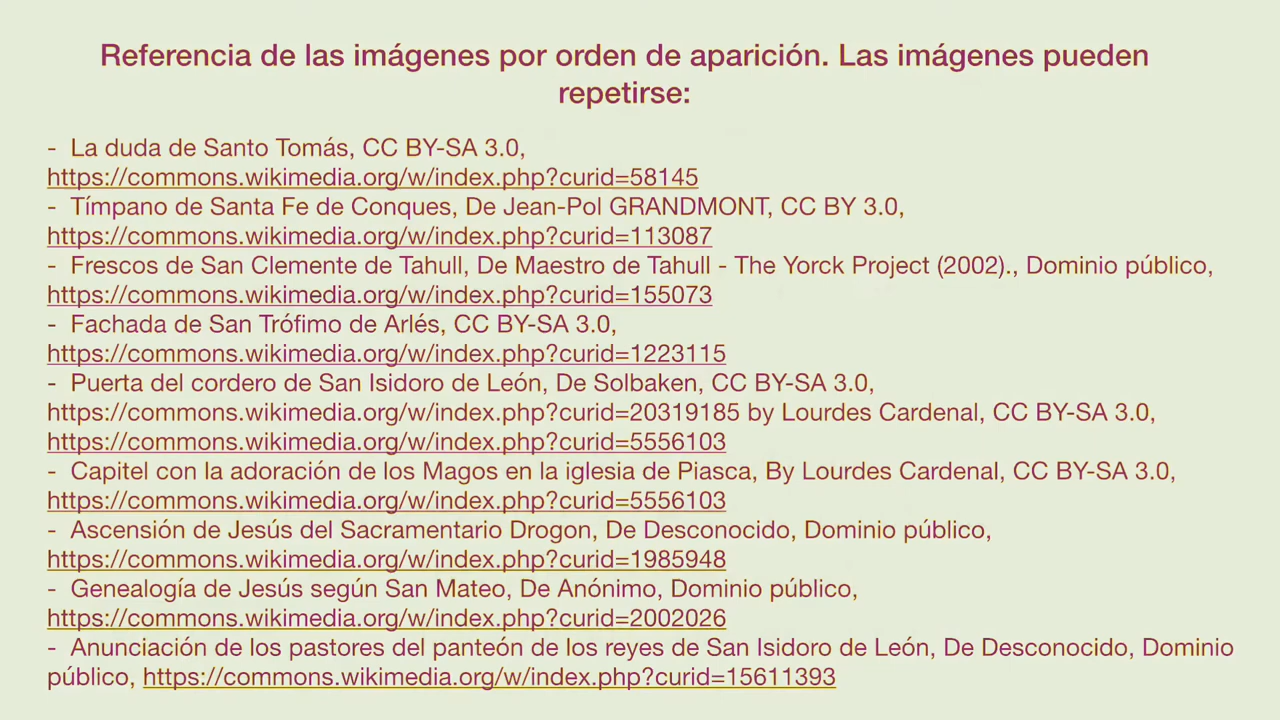 Referencia de las imágenes por orden de aparición. Las imágenes pueden
repetirse:
- La duda de Santo Tomás, CC BY-SA 3.0,
https://commons.wikimedia.org/w/index.php?curid=58145
- Tímpano de Santa Fe de Conques, De Jean-Pol GRANDMONT, CC BY 3.0,
https://commons.wikimedia.org/w/index.php?curid=113087
- Frescos de San Clemente de Tahull, De Maestro de Tahull - The Yorck Project (2002)., Dominio público,
https://commons.wikimedia.org/w/index.php?curid=155073
- Fachada de San Trófimo de Arlés, CC BY-SA 3.0,
https://commons.wikimedia.org/w/index.php?curid=1223115
- Puerta del cordero de San Isidoro de León, De Solbaken, CC BY-SA 3.0,
https://commons.wikimedia.org/w/index.php?curid=20319185 by Lourdes Cardenal, CC BY-SA 3.0,
https://commons.wikimedia.org/w/index.php?curid=5556103
- Capitel con la adoración de los Magos en la iglesia de Piasca, By Lourdes Cardenal, CC BY-SA 3.0,
https://commons.wikimedia.org/w/index.php?curid=5556103
- Ascensión de Jesús del Sacramentario Drogon, De Desconocido, Dominio público,
https://commons.wikimedia.org/w/index.php?curid=1985948
- Genealogía de Jesús según San Mateo, De Anónimo, Dominio público,
https://commons.wikimedia.org/w/index.php?curid=2002026
- Anunciación de los pastores del panteón de los reyes de San Isidoro de León, De Desconocido, Dominio
público, https://commons.wikimedia.org/w/index.php?curid=15611393